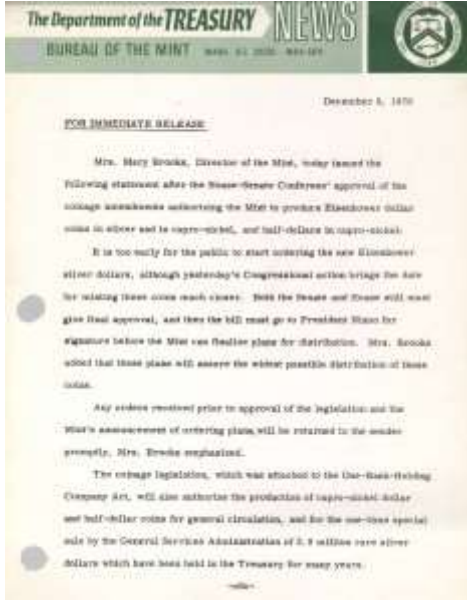 The Department of the TREASURY NEWS
BUREAU OF THE MINT
December 1970
FOR IMMEDIATE RELEASE
Mrs. Mary Brooks, Director of the Mint, today issued the
following statement after the House-Senate Conferees' approval of the
coinage amendments authorizing the Mint to produce Eisenhower dollar
coins in silver and in cupro-nickel, and half-dollars in cupro-nickel:
It is too early for the public to start ordering the new Eisenhower
silver dollars, although yesterday's Congressional action brings the date
for minting these coins much closer. Both the Senate and House still must
give final approval, and then the bill must go to President Nixon for
signature before the Mint can finalize plans for distribution. Mrs. Brooks
added that these plans will assure the widest possible distribution of these
coins.
Any orders received prior to approval of the legislation and the
Mint's announcement of ordering plans, will be returned to the sender
promptly, Mrs. Brooks emphasized.
The coinage legislation, which was attached to the One-Bank-Holding
Company Act, will also authorize the production of cupro-nickel dollar
and half-dollar coins for general circulation, and for the one-time special
sale by the General Services Administration of 2.9 million rare silver
dollars which have been held in the Treasury for many years.